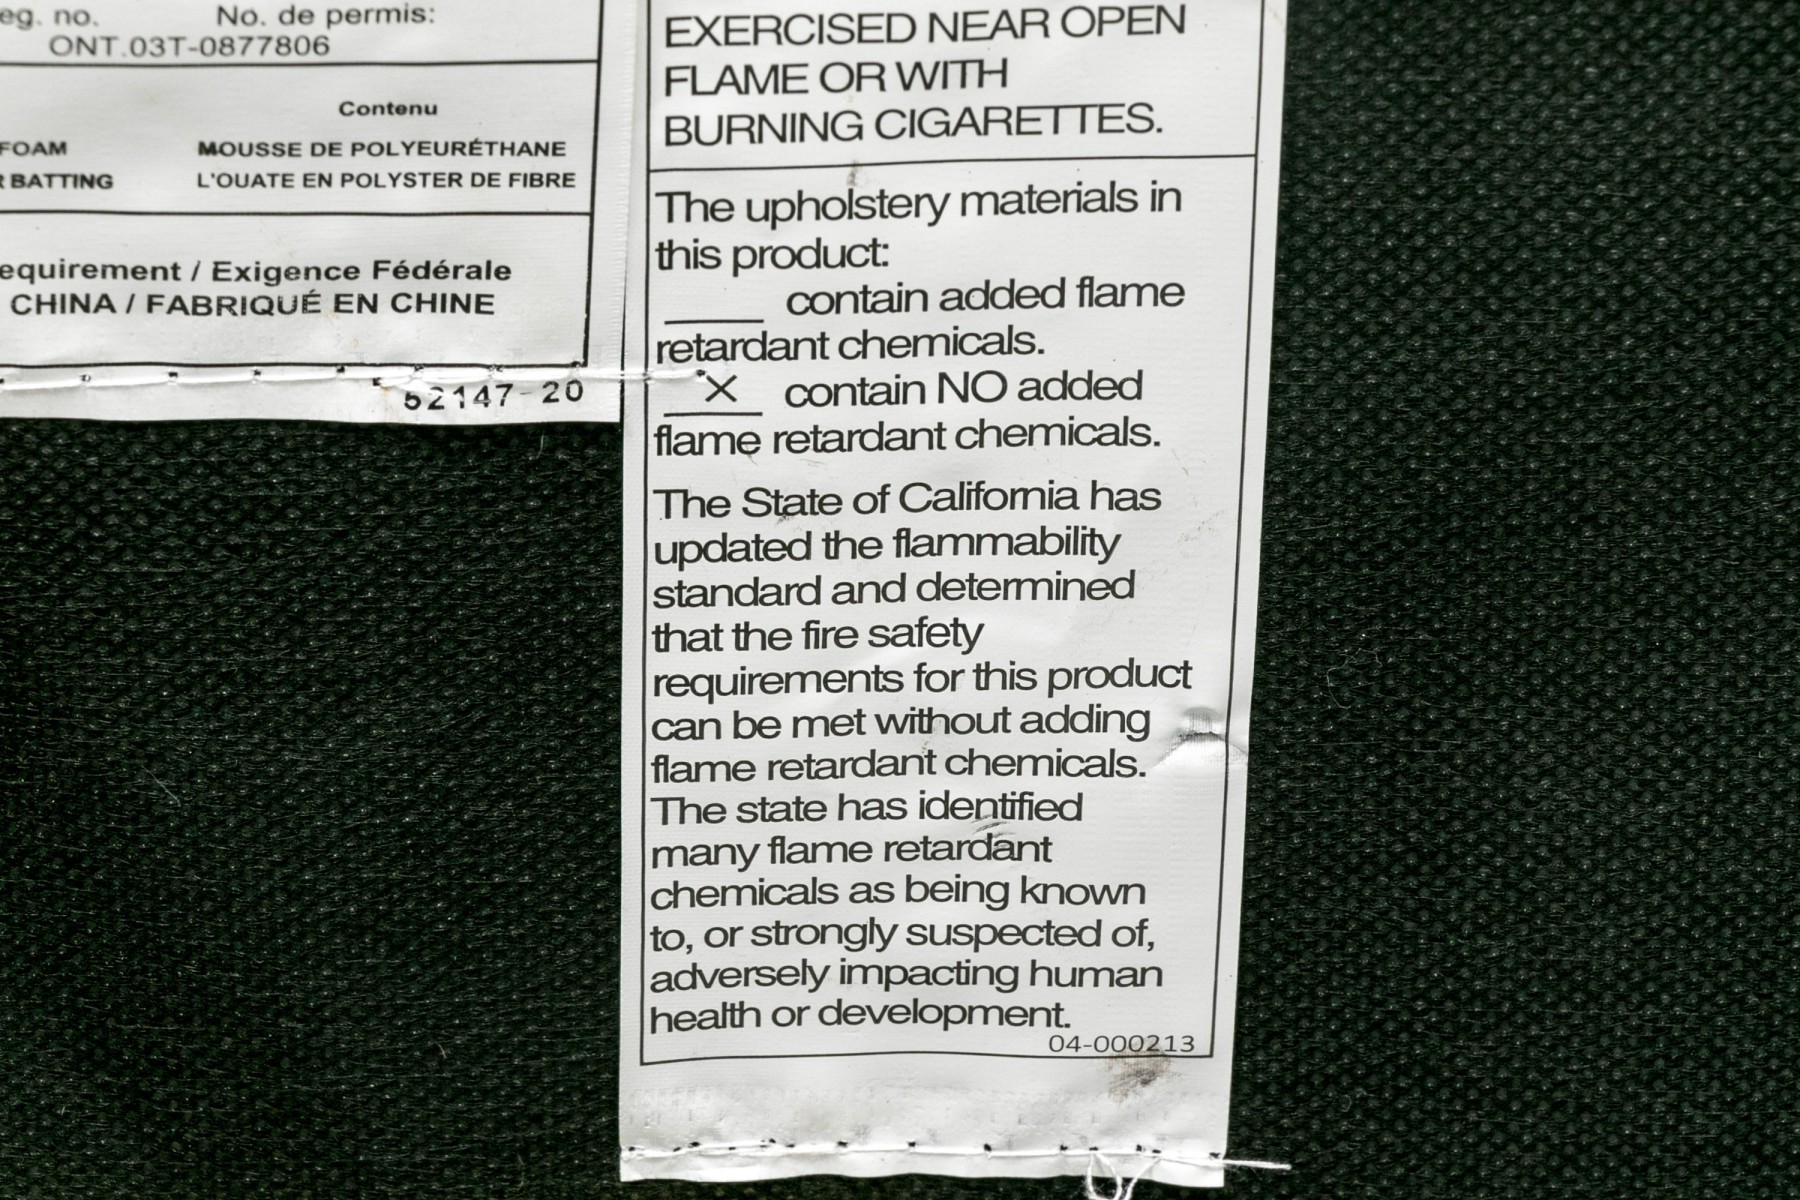 eg. no. No. de permis:
ONT.03T-0877806
Contenu
FOAM MOUSSE DE POLYEURÉTHANE
R BATTING L'OUATE EN POLYSTER DE FIBRE
equirement / Exigence Fédérale
CHINA / FABRIQUÉ EN CHINE
52147-20
EXERCISED NEAR OPEN
FLAME OR WITH
BURNING CIGARETTES.
The upholstery materials in
this product:
____ contain added flame
retardant chemicals.
X contain NO added
flame retardant chemicals.
The State of California has
updated the flammability
standard and determined
that the fire safety
requirements for this product
can be met without adding
flame retardant chemicals.
The state has identified
many flame retardant
chemicals as being known
to, or strongly suspected of,
adversely impacting human
health or development.
04-000213